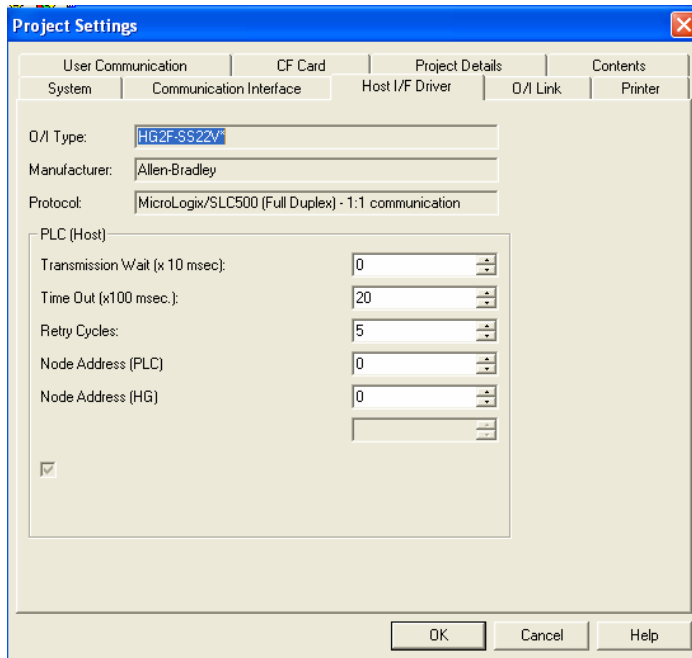 Project Settings
User Communication CF Card Project Details Contents
System Communication Interface Host I/F Driver O/I Link Printer
O/I Type: HG2F-SS22V*
Manufacturer: Allen-Bradley
Protocol: MicroLogix/SLC500 (Full Duplex) - 1:1 communication
PLC (Host)
Transmission Wait (x 10 msec): 0
Time Out (x100 msec.): 20
Retry Cycles: 5
Node Address (PLC) 0
Node Address (HG) 0
OK Cancel Help